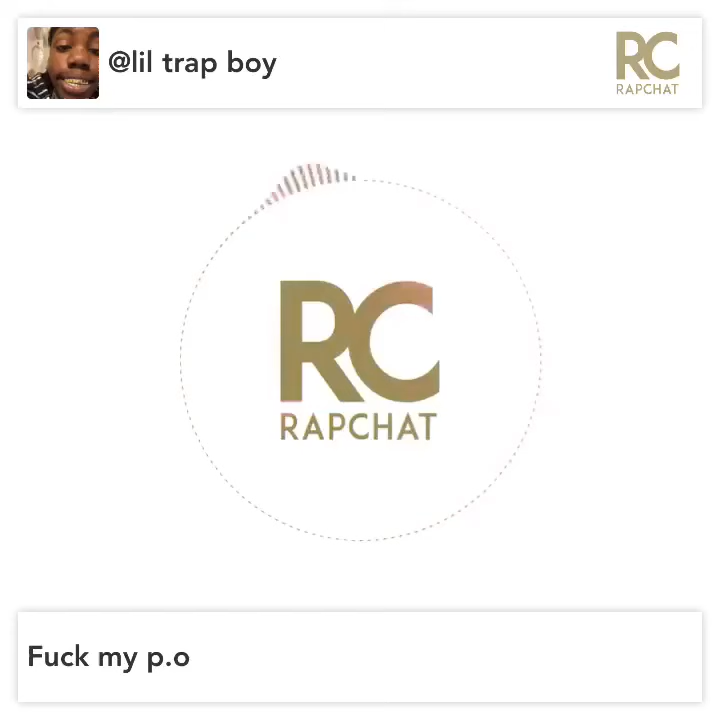 @lil trap boy
RC
RAPCHAT
RC
RAPCHAT
Fuck my p.o